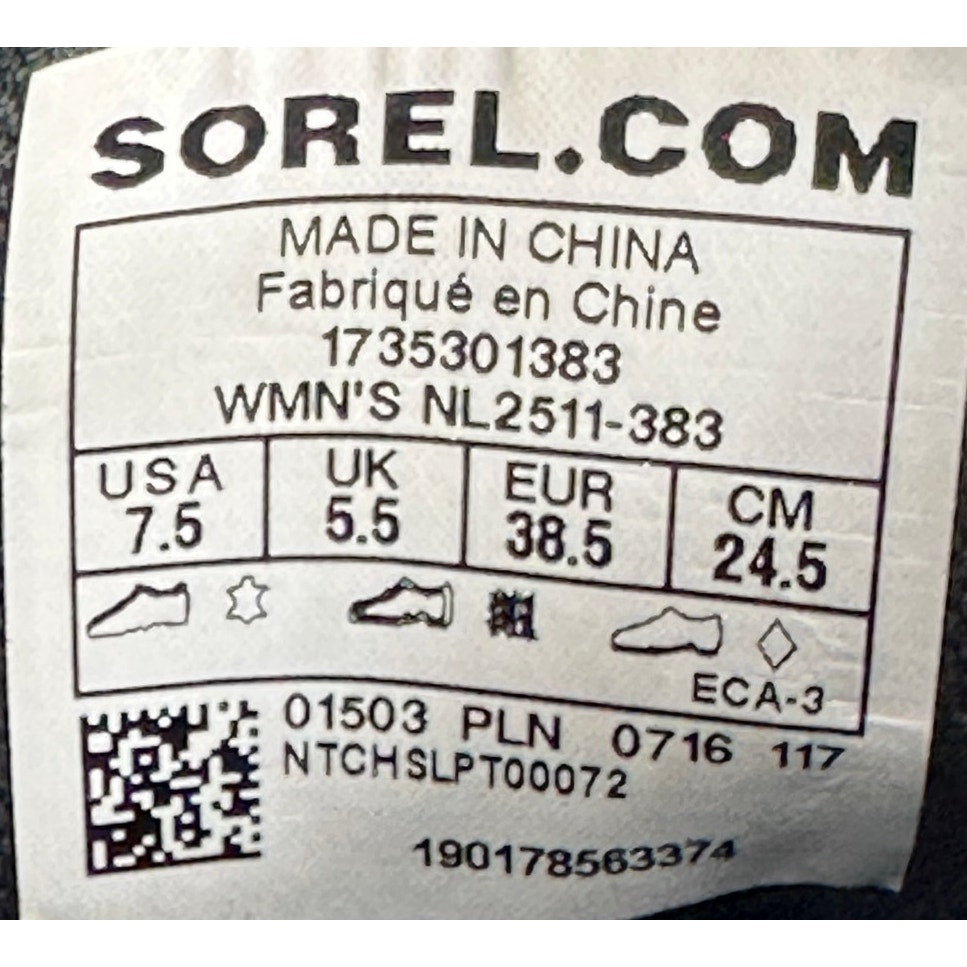 SOREL.COM
MADE IN CHINA
Fabriqué en Chine
1735301383
WMN'S NL2511-383
USA UK EUR CM
7.5 5.5 38.5 24.5
ECA-3
01503 PLN 0716 117
NTCHSLPT00072
190178563374